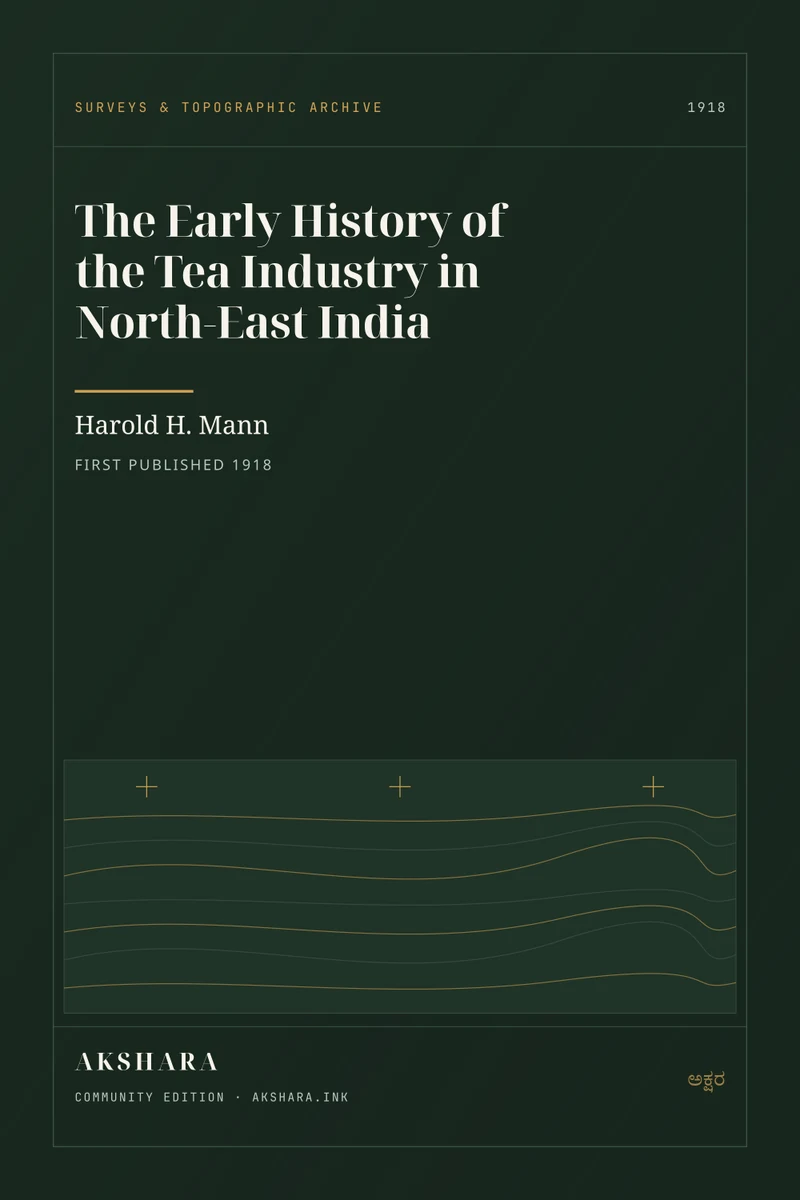 SURVEYS & TOPOGRAPHIC ARCHIVE 1918
The Early History of
the Tea Industry in
North-East India
Harold H. Mann
FIRST PUBLISHED 1918
AKSHARA
COMMUNITY EDITION · AKSHARA.INK
ಅಕ್ಷರ